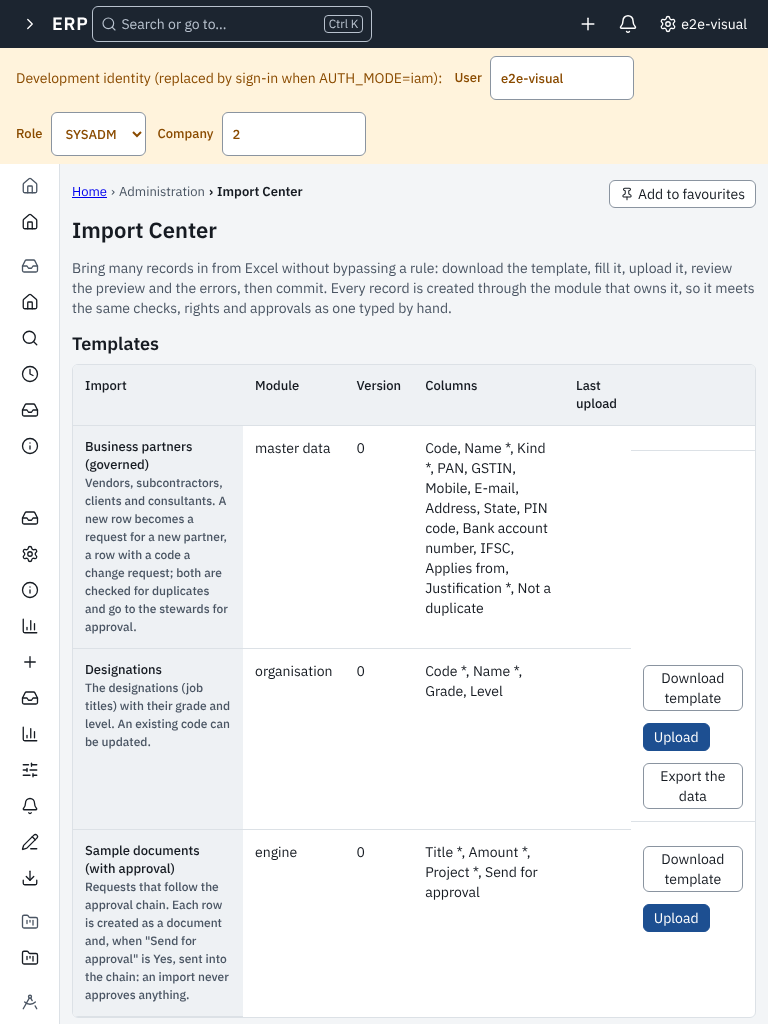 ERP
Search or go to...
Ctrl K
e2e-visual
Development identity (replaced by sign-in when AUTH_MODE=iam):
User
e2e-visual
Role
SYSADM
Company
2
Home › Administration › Import Center
Add to favourites
Import Center
Bring many records in from Excel without bypassing a rule: download the template, fill it, upload it, review
the preview and the errors, then commit. Every record is created through the module that owns it, so it meets
the same checks, rights and approvals as one typed by hand.
Templates
Import
Module
Version
Columns
Last
upload
Business partners
(governed)
Vendors, subcontractors,
clients and consultants. A
new row becomes a
request for a new partner,
a row with a code a
change request; both are
checked for duplicates
and go to the stewards for
approval.
master data
0
Code, Name *, Kind
*, PAN, GSTIN,
Mobile, E-mail,
Address, State, PIN
code, Bank account
number, IFSC,
Applies from,
Justification *, Not a
duplicate
Designations
The designations (job
titles) with their grade and
level. An existing code can
be updated.
organisation
0
Code *, Name *,
Grade, Level
Download
template
Upload
Export the
data
Sample documents
(with approval)
Requests that follow the
approval chain. Each row
is created as a document
and, when "Send for
approval" is Yes, sent into
the chain: an import never
approves anything.
engine
0
Title *, Amount *,
Project *, Send for
approval
Download
template
Upload